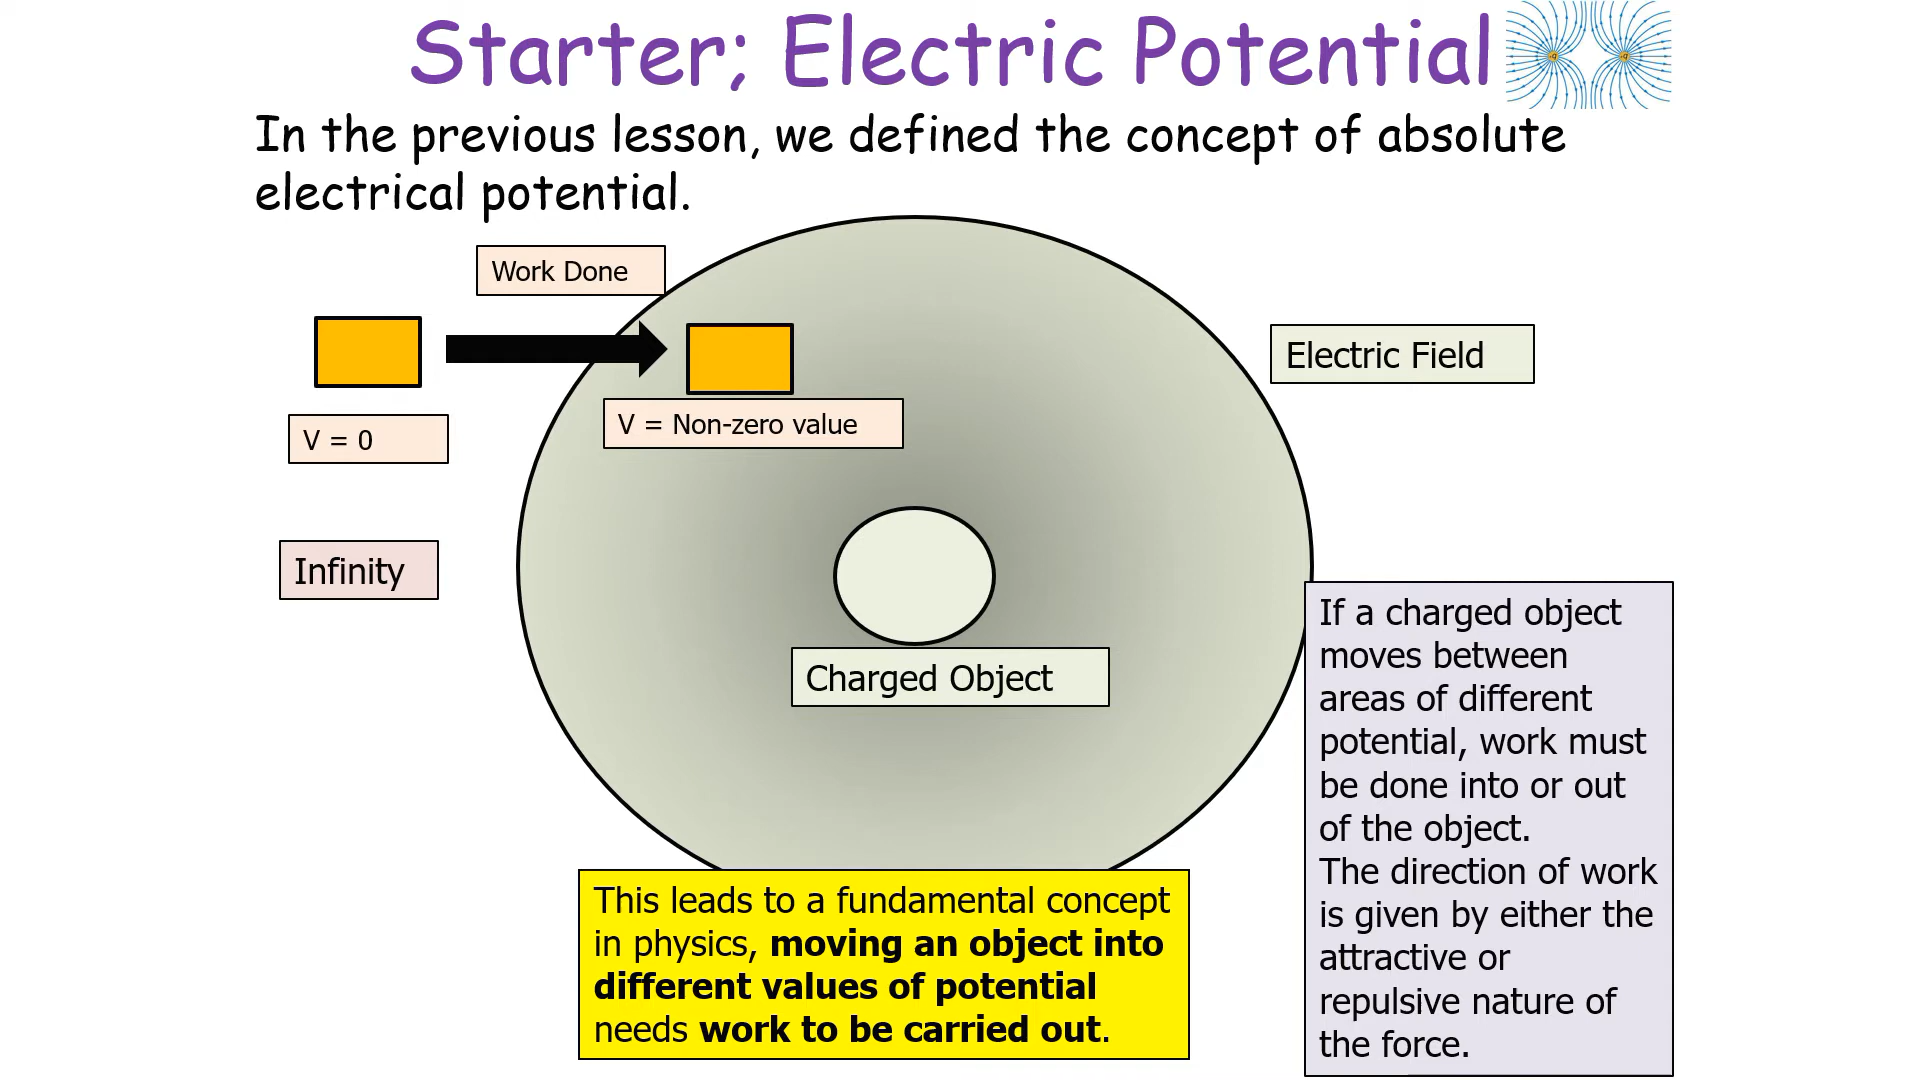 Starter; Electric Potential
In the previous lesson, we defined the concept of absolute
electrical potential.
Work Done
V = 0
V = Non-zero value
Electric Field
Infinity
Charged Object
If a charged object
moves between
areas of different
potential, work must
be done into or out
of the object.
The direction of work
is given by either the
attractive or
repulsive nature of
the force.
This leads to a fundamental concept
in physics, moving an object into
different values of potential
needs work to be carried out.